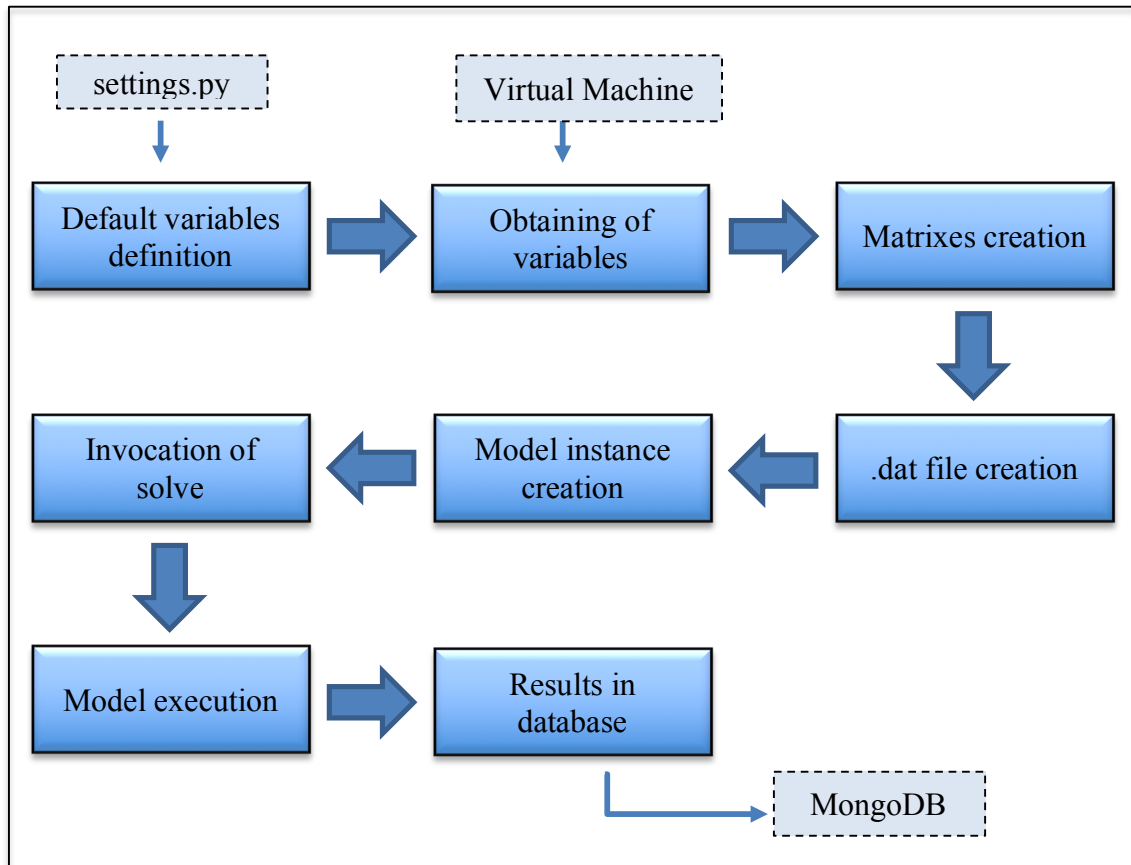 settings.py
Virtual Machine
Default variables
definition
Obtaining of
variables
Matrixes creation
Invocation of
solve
Model instance
creation
.dat file creation
Model execution
Results in
database
MongoDB